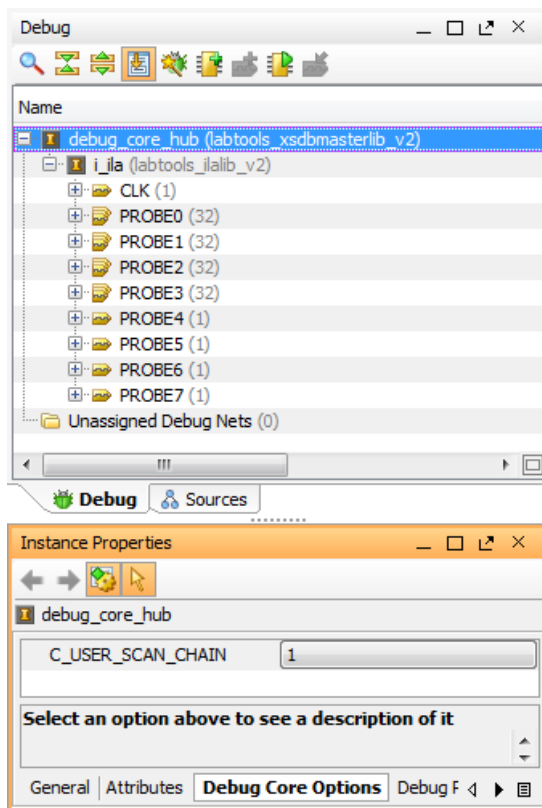 Debug
Name
debug_core_hub (labtools_xsdbmasterlib_v2)
i_ila (labtools_ilalib_v2)
CLK (1)
PROBE0 (32)
PROBE1 (32)
PROBE2 (32)
PROBE3 (32)
PROBE4 (1)
PROBE5 (1)
PROBE6 (1)
PROBE7 (1)
Unassigned Debug Nets (0)
Debug Sources
Instance Properties
debug_core_hub
C_USER_SCAN_CHAIN 1
Select an option above to see a description of it
General Attributes Debug Core Options Debug